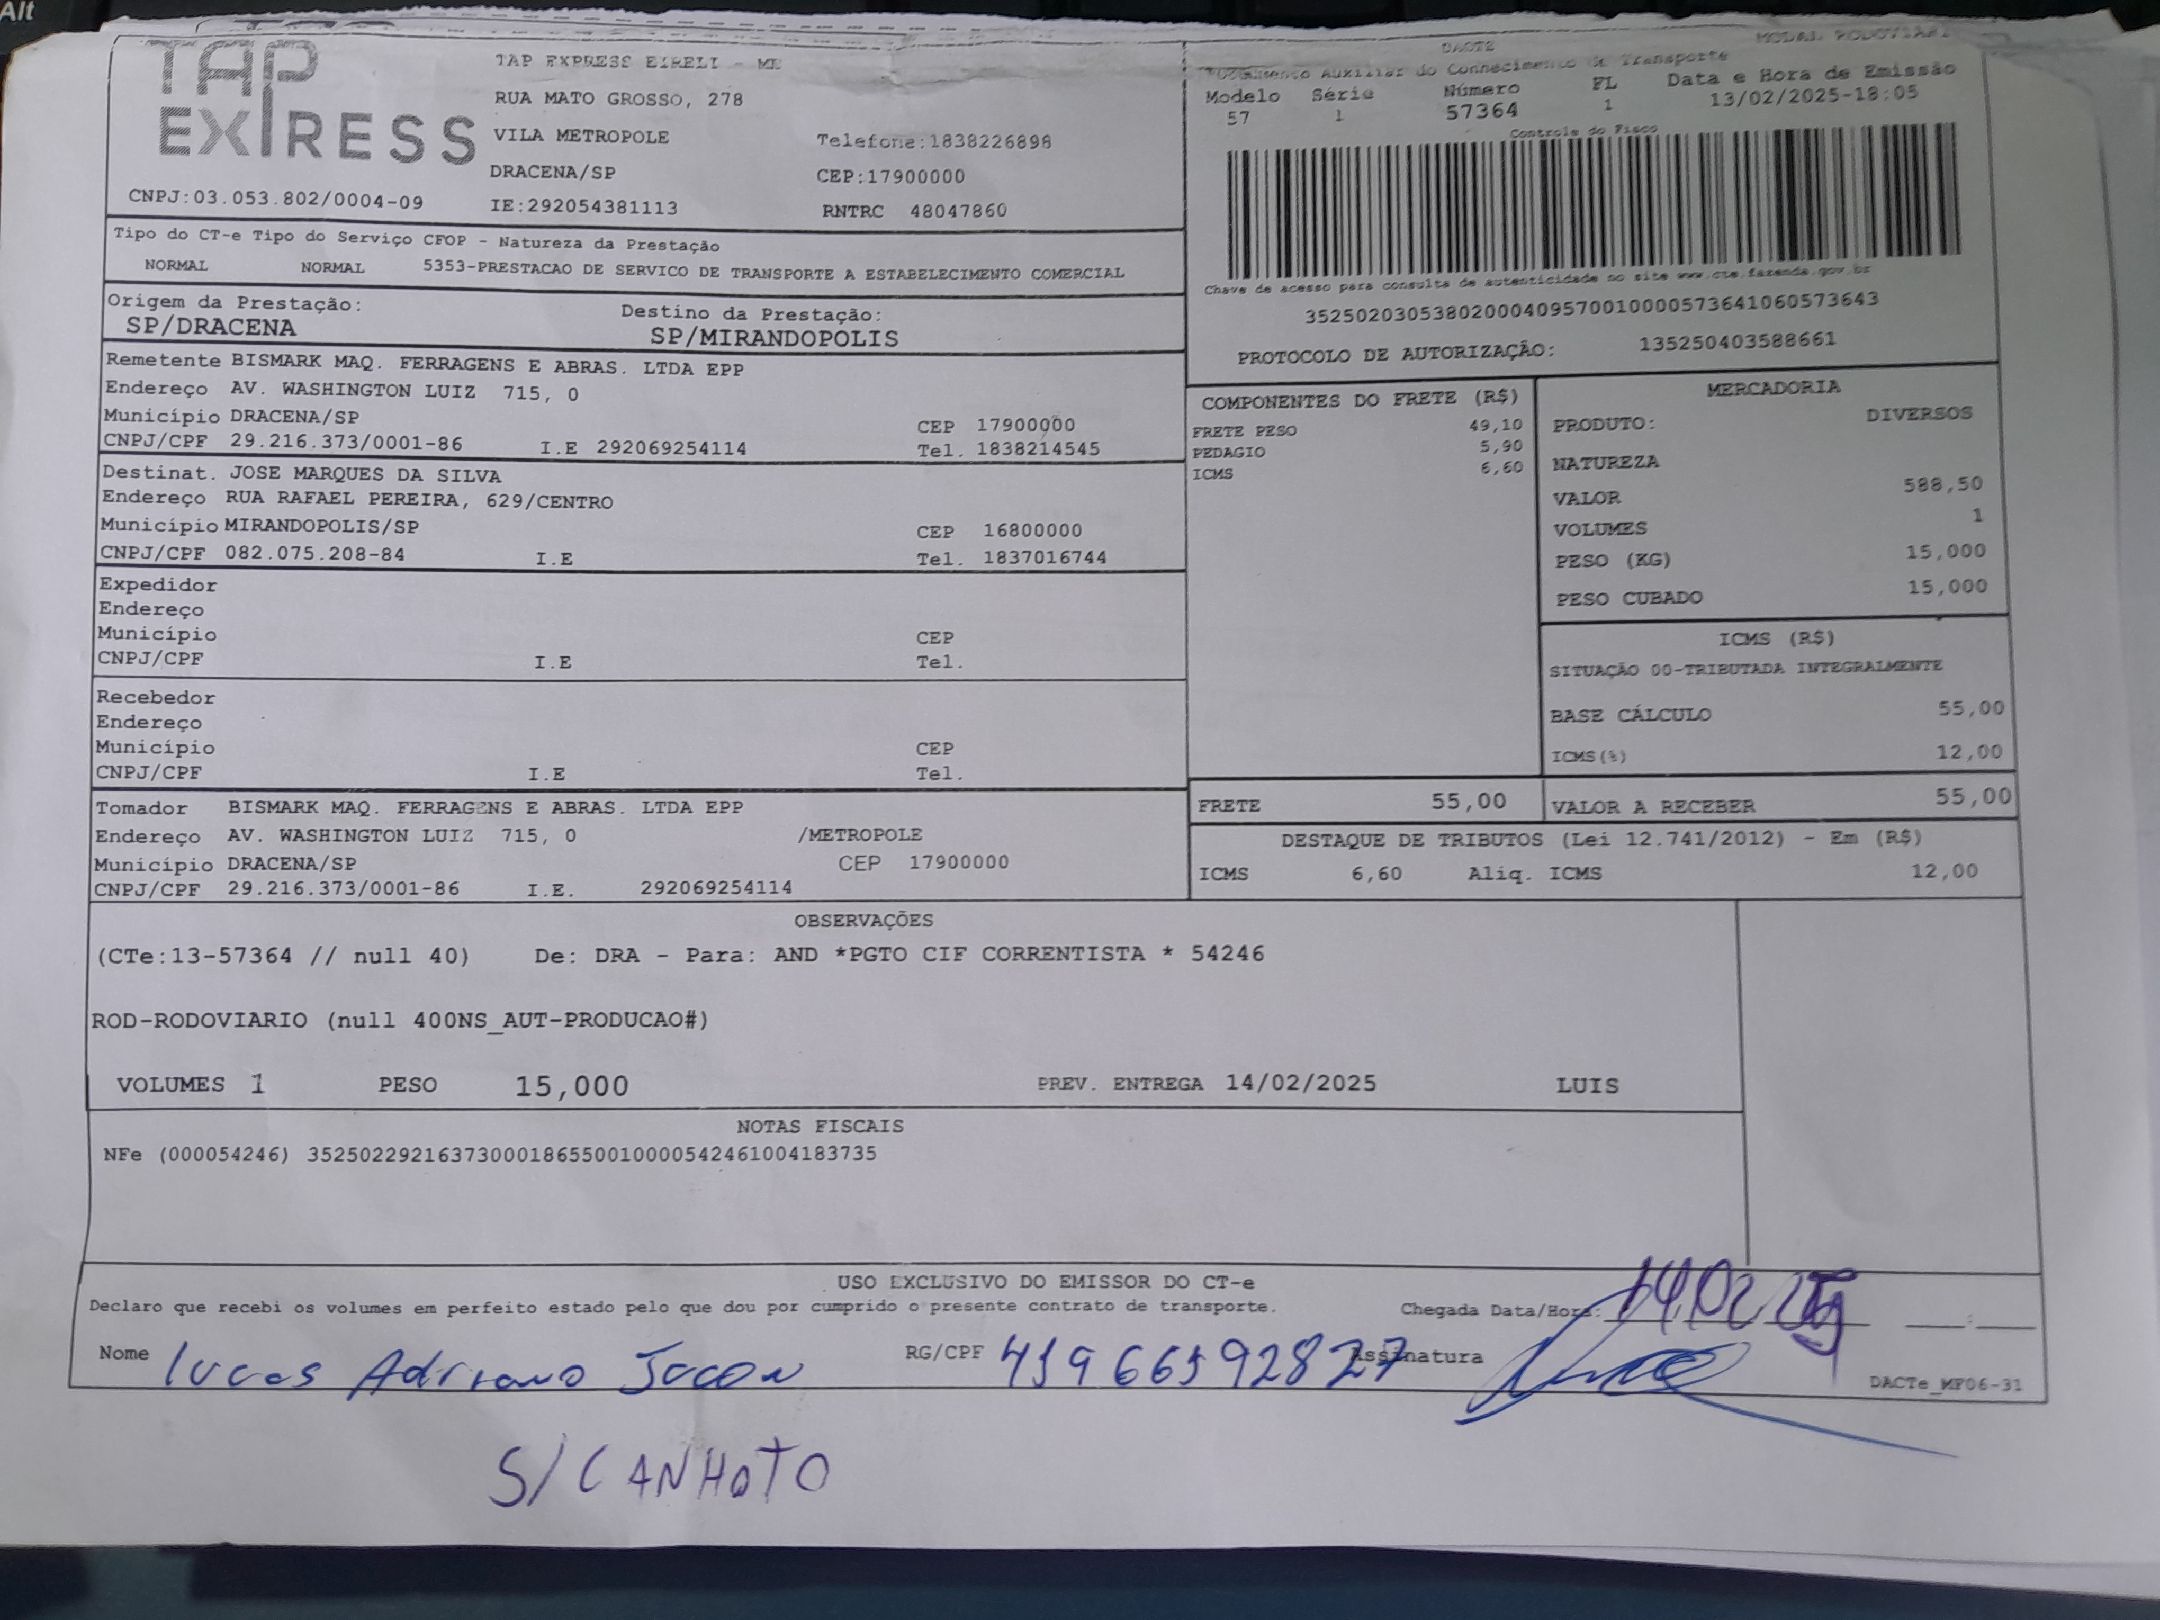 Alt
TAP
EXPRESS
CNPJ:03.053.802/0004-09
TAP EXPRESS EIRELI - ME
RUA MATO GROSSO, 278
VILA METROPOLE Telefone:1838226898
DRACENA/SP CEP:17900000
IE:292054381113 RNTRC 48047860
DACTE MODAL RODOVIARI
Documento Auxiliar do Conhecimento de Transporte
Modelo Série Número FL Data e Hora de Emissão
57 1 57364 1 13/02/2025-18:05
Controle do Fisco
Chave de acesso para consulta de autenticidade no site www.cte.fazenda.gov.br
35250203053802000409570010000573641060573643
PROTOCOLO DE AUTORIZAÇÃO: 135250403588661
Tipo do CT-e Tipo do Serviço CFOP - Natureza da Prestação
NORMAL NORMAL 5353-PRESTACAO DE SERVICO DE TRANSPORTE A ESTABELECIMENTO COMERCIAL
Origem da Prestação: Destino da Prestação:
SP/DRACENA SP/MIRANDOPOLIS
Remetente BISMARK MAQ. FERRAGENS E ABRAS. LTDA EPP
Endereço AV. WASHINGTON LUIZ 715, 0
Município DRACENA/SP CEP 17900000
CNPJ/CPF 29.216.373/0001-86 I.E 292069254114 Tel. 1838214545
Destinat. JOSE MARQUES DA SILVA
Endereço RUA RAFAEL PEREIRA, 629/CENTRO
Município MIRANDOPOLIS/SP CEP 16800000
CNPJ/CPF 082.075.208-84 I.E Tel. 1837016744
Expedidor
Endereço
Município CEP
CNPJ/CPF I.E Tel.
Recebedor
Endereço
Município CEP
CNPJ/CPF I.E Tel.
Tomador BISMARK MAQ. FERRAGENS E ABRAS. LTDA EPP
Endereço AV. WASHINGTON LUIZ 715, 0 /METROPOLE
Município DRACENA/SP CEP 17900000
CNPJ/CPF 29.216.373/0001-86 I.E. 292069254114
COMPONENTES DO FRETE (R$)
FRETE PESO 49,10
PEDAGIO 5,90
ICMS 6,60
MERCADORIA
PRODUTO: DIVERSOS
NATUREZA
VALOR 588,50
VOLUMES 1
PESO (KG) 15,000
PESO CUBADO 15,000
ICMS (R$)
SITUAÇÃO 00-TRIBUTADA INTEGRALMENTE
BASE CÁLCULO 55,00
ICMS(%) 12,00
FRETE 55,00 VALOR A RECEBER 55,00
DESTAQUE DE TRIBUTOS (Lei 12.741/2012) - Em (R$)
ICMS 6,60 Aliq. ICMS 12,00
OBSERVAÇÕES
(CTe:13-57364 // null 40) De: DRA - Para: AND *PGTO CIF CORRENTISTA * 54246
ROD-RODOVIARIO (null 400NS_AUT-PRODUCAO#)
VOLUMES 1 PESO 15,000 PREV. ENTREGA 14/02/2025 LUIS
NOTAS FISCAIS
NFe (000054246) 35250229216373000186550010000542461004183735
USO EXCLUSIVO DO EMISSOR DO CT-e
Declaro que recebi os volumes em perfeito estado pelo que dou por cumprido o presente contrato de transporte. Chegada Data/Hora:
Nome Lucas Adriano Jacon RG/CPF 41966592827 Assinatura
DACTe_MF06-31
S/CANHOTO